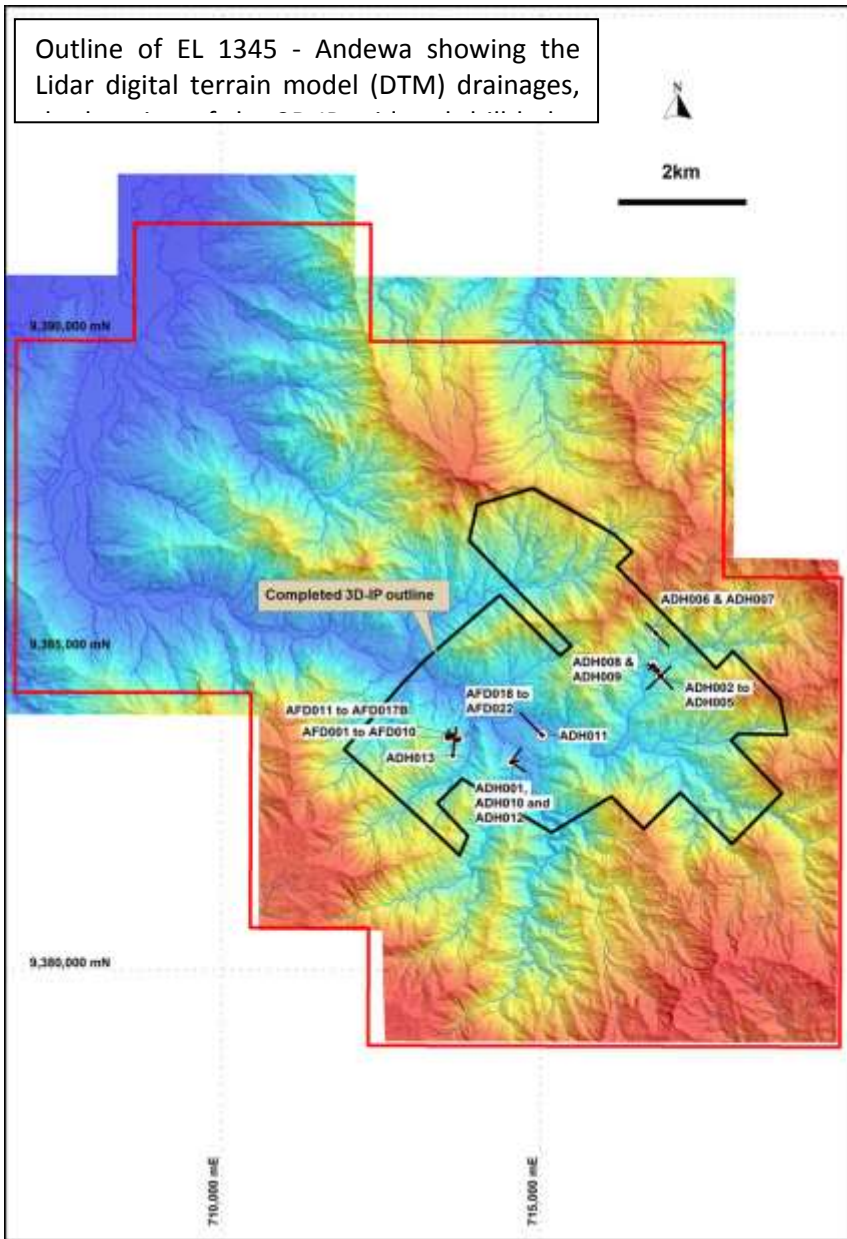 Outline of EL 1345 - Andewa showing the
Lidar digital terrain model (DTM) drainages,
N
2km
9,390,000 mN
Completed 3D-IP outline
ADH006 & ADH007
9,385,000 mN
ADH008 &
ADH009
ADH002 to
ADH005
AFD018 to
AFD022
AFD011 to AFD017B
AFD001 to AFD010
ADH011
ADH013
ADH001,
ADH010 and
ADH012
9,380,000 mN
710,000 mE
715,000 mE